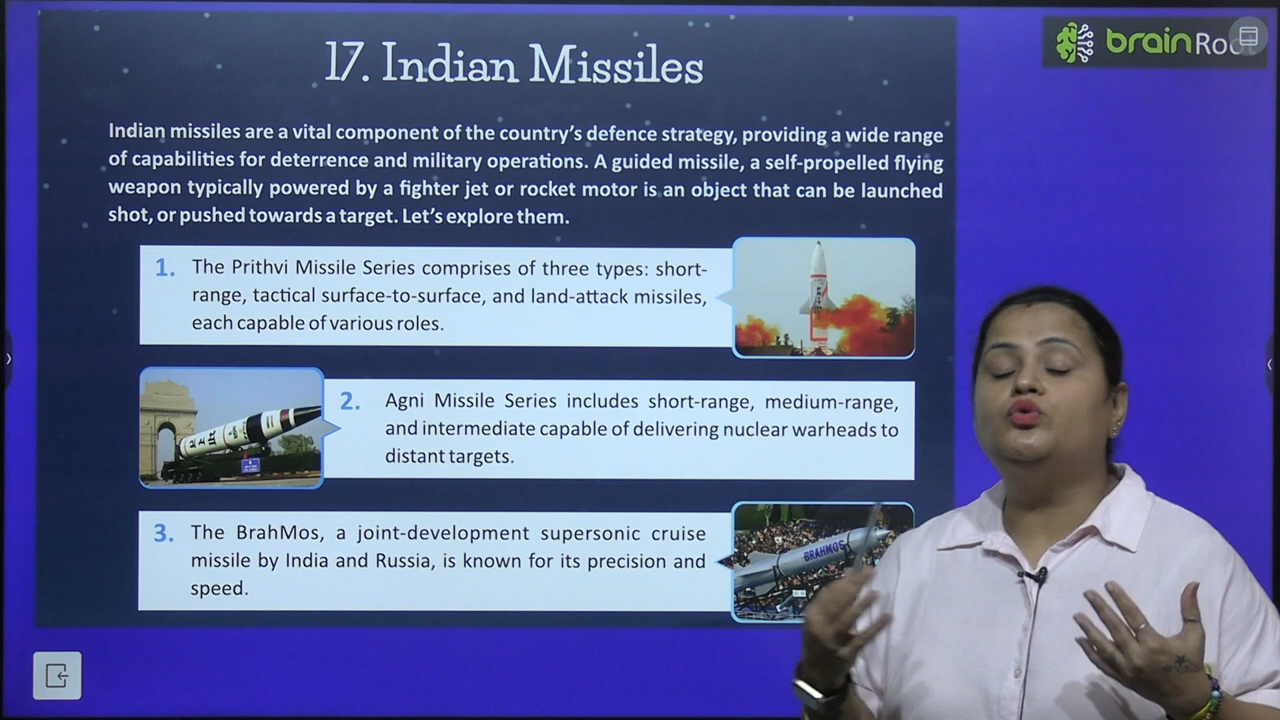 17. Indian Missiles
brain
Indian missiles are a vital component of the country's defence strategy, providing a wide range
of capabilities for deterrence and military operations. A guided missile, a self-propelled flying
weapon typically powered by a fighter jet or rocket motor is an object that can be launched
shot, or pushed towards a target. Let's explore them.
1. The Prithvi Missile Series comprises of three types: short-
range, tactical surface-to-surface, and land-attack missiles,
each capable of various roles.
2. Agni Missile Series includes short-range, medium-range,
and intermediate capable of delivering nuclear warheads to
distant targets.
3. The BrahMos, a joint-development supersonic cruise
missile by India and Russia, is known for its precision and
speed.
BRAHMOS